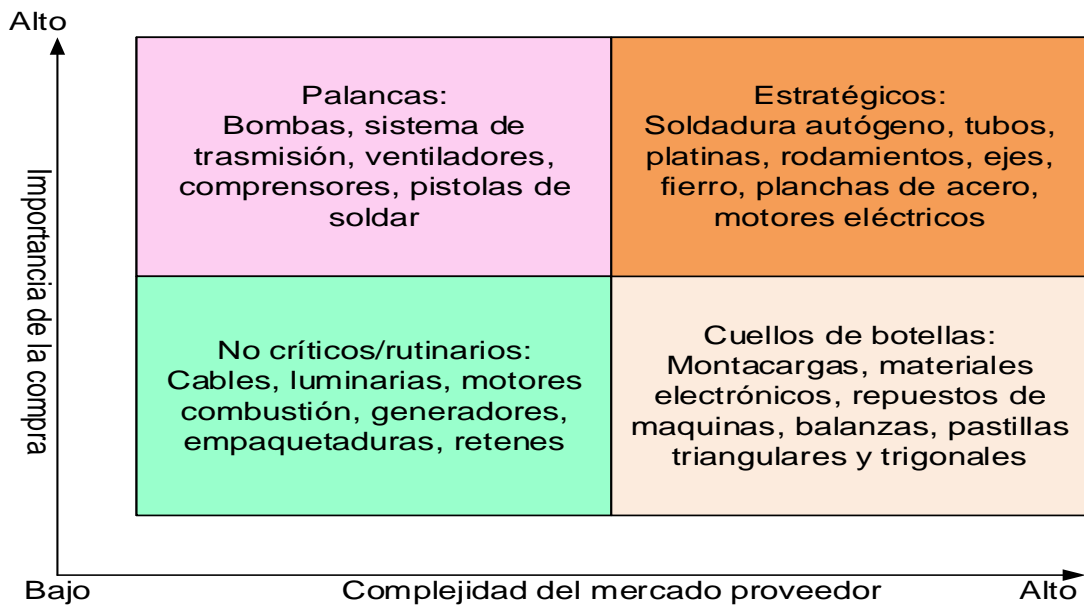 Alto
Palancas:
Bombas, sistema de
trasmisión, ventiladores,
comprensores, pistolas de
soldar
Estratégicos:
Soldadura autógeno, tubos,
platinas, rodamientos, ejes,
fierro, planchas de acero,
motores eléctricos
Importancia de la compra
No críticos/rutinarios:
Cables, luminarias, motores
combustión, generadores,
empaquetaduras, retenes
Cuellos de botellas:
Montacargas, materiales
electrónicos, repuestos de
maquinas, balanzas, pastillas
triangulares y trigonales
Bajo
Complejidad del mercado proveedor
Alto